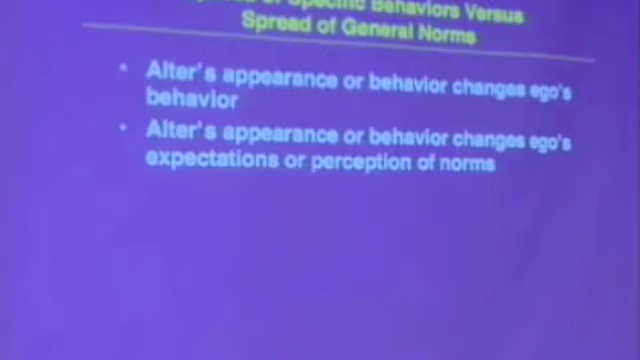 of Specific Behaviors Versus
Spread of General Norms
• Alter's appearance or behavior changes ego's
behavior
• Alter's appearance or behavior changes ego's
expectations or perception of norms